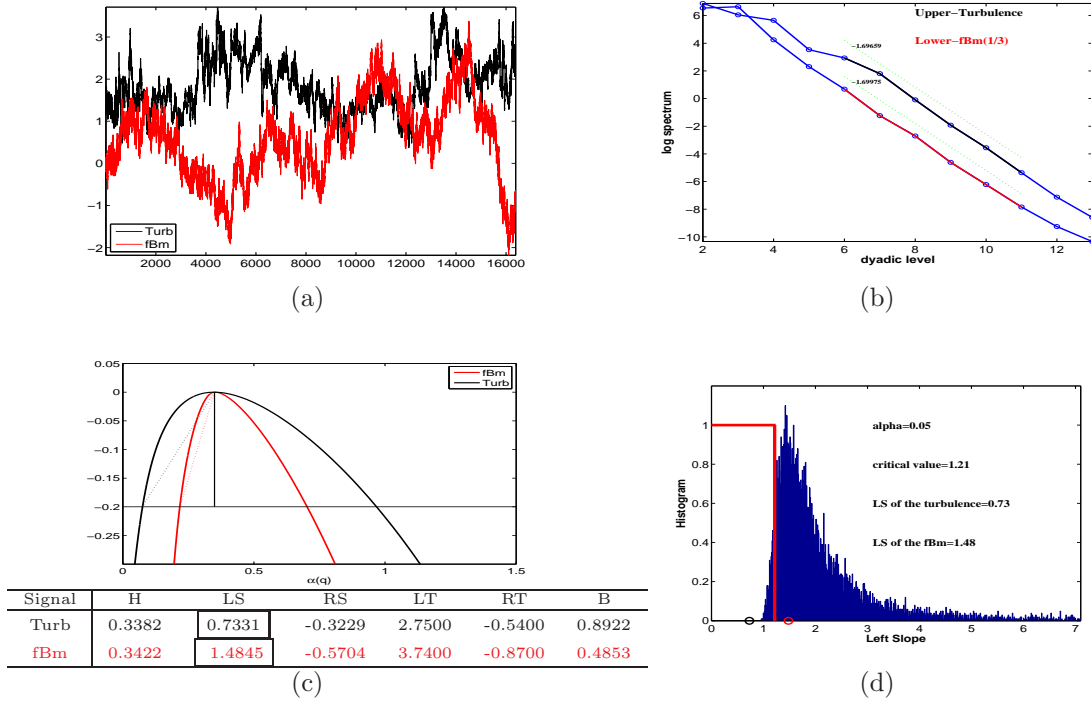 3
2
1
0
−1
−2
Turb
fBm
2000 4000 6000 8000 10000 12000 14000 16000
(a)
6
4
2
0
−2
−4
−6
−8
−10
log spectrum
Upper−Turbulence
Lower−fBm(1/3)
−1.69659
−1.69975
2 4 6 8 10 12
dyadic level
(b)
0.05
0
−0.05
−0.1
−0.15
−0.2
−0.25
fBm
Turb
0 0.5 1 1.5
α(q)
Signal H LS RS LT RT B
Turb 0.3382 0.7331 -0.3229 2.7500 -0.5400 0.8922
fBm 0.3422 1.4845 -0.5704 3.7400 -0.8700 0.4853
(c)
1
0.8
0.6
0.4
0.2
0
Histogram
alpha=0.05
critical value=1.21
LS of the turbulence=0.73
LS of the fBm=1.48
0 1 2 3 4 5 6 7
Left Slope
(d)